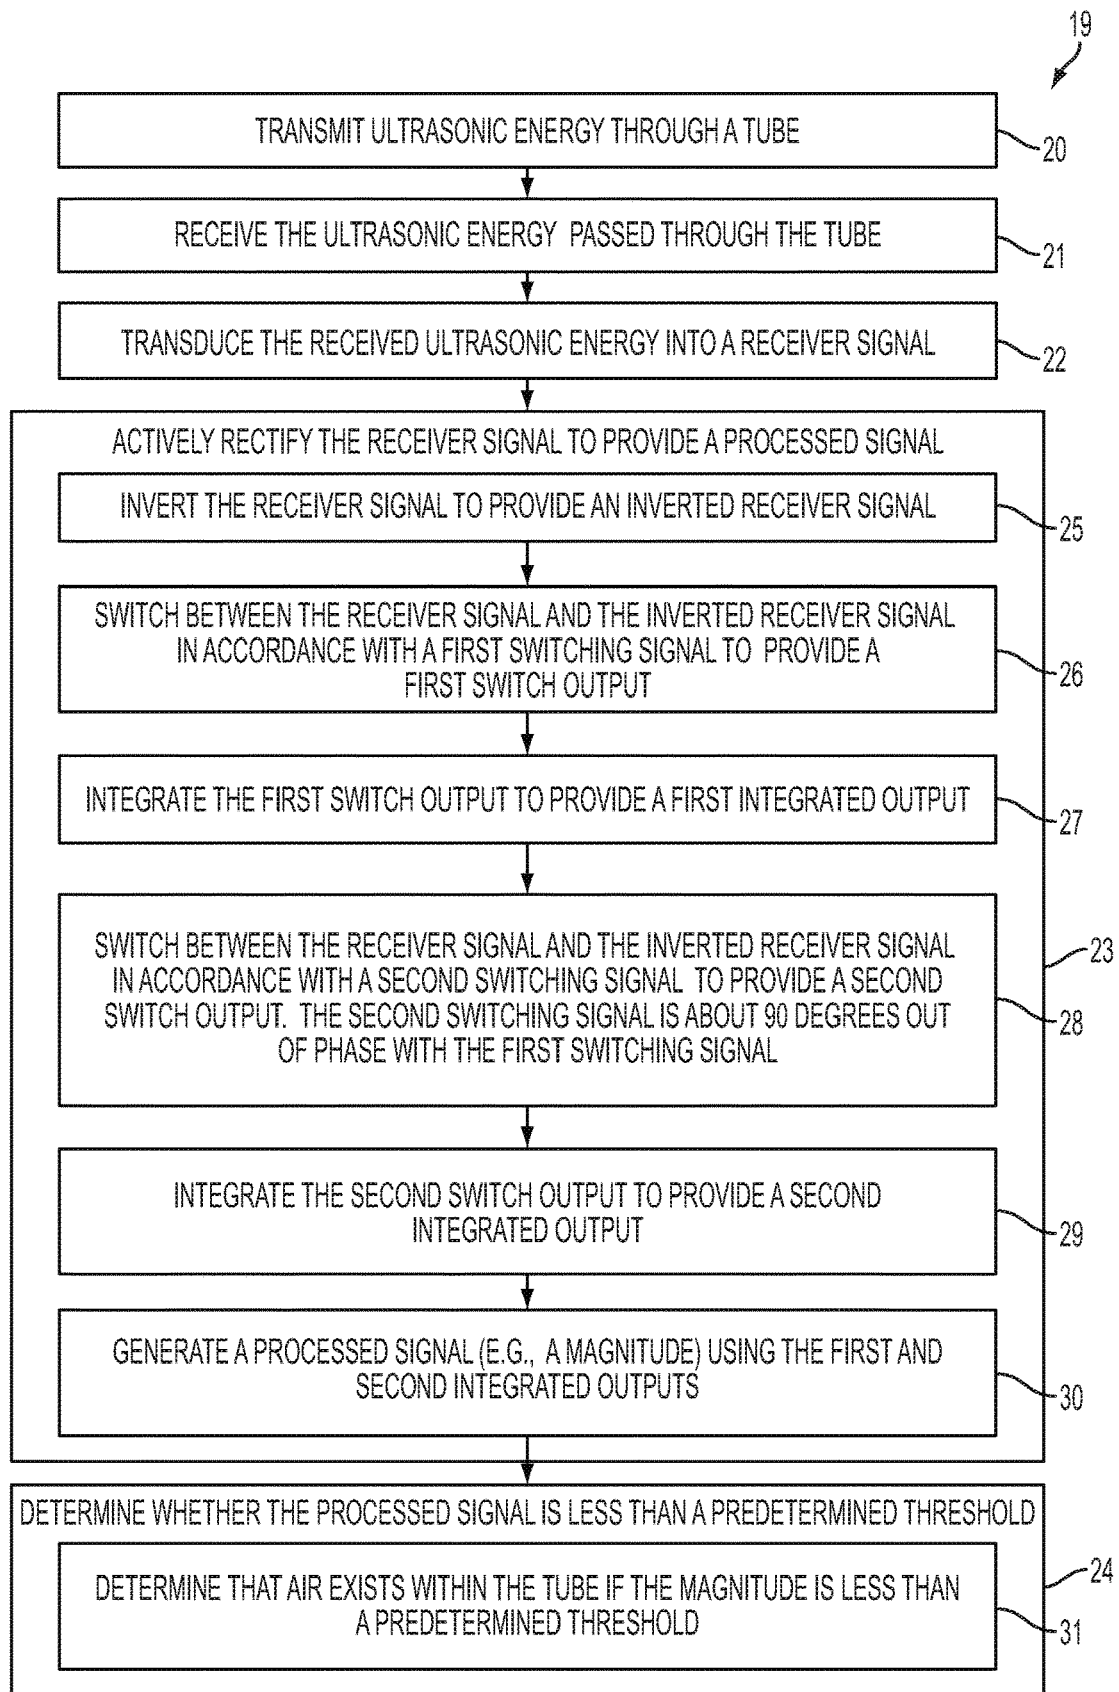 19
TRANSMIT ULTRASONIC ENERGY THROUGH A TUBE
20
RECEIVE THE ULTRASONIC ENERGY PASSED THROUGH THE TUBE
21
TRANSDUCE THE RECEIVED ULTRASONIC ENERGY INTO A RECEIVER SIGNAL
22
ACTIVELY RECTIFY THE RECEIVER SIGNAL TO PROVIDE A PROCESSED SIGNAL
INVERT THE RECEIVER SIGNAL TO PROVIDE AN INVERTED RECEIVER SIGNAL
25
SWITCH BETWEEN THE RECEIVER SIGNAL AND THE INVERTED RECEIVER SIGNAL
IN ACCORDANCE WITH A FIRST SWITCHING SIGNAL TO PROVIDE A
FIRST SWITCH OUTPUT
26
INTEGRATE THE FIRST SWITCH OUTPUT TO PROVIDE A FIRST INTEGRATED OUTPUT
27
SWITCH BETWEEN THE RECEIVER SIGNAL AND THE INVERTED RECEIVER SIGNAL
IN ACCORDANCE WITH A SECOND SWITCHING SIGNAL TO PROVIDE A SECOND
SWITCH OUTPUT. THE SECOND SWITCHING SIGNAL IS ABOUT 90 DEGREES OUT
OF PHASE WITH THE FIRST SWITCHING SIGNAL
23
28
INTEGRATE THE SECOND SWITCH OUTPUT TO PROVIDE A SECOND
INTEGRATED OUTPUT
29
GENERATE A PROCESSED SIGNAL (E.G., A MAGNITUDE) USING THE FIRST AND
SECOND INTEGRATED OUTPUTS
30
DETERMINE WHETHER THE PROCESSED SIGNAL IS LESS THAN A PREDETERMINED THRESHOLD
DETERMINE THAT AIR EXISTS WITHIN THE TUBE IF THE MAGNITUDE IS LESS THAN
A PREDETERMINED THRESHOLD
24
31